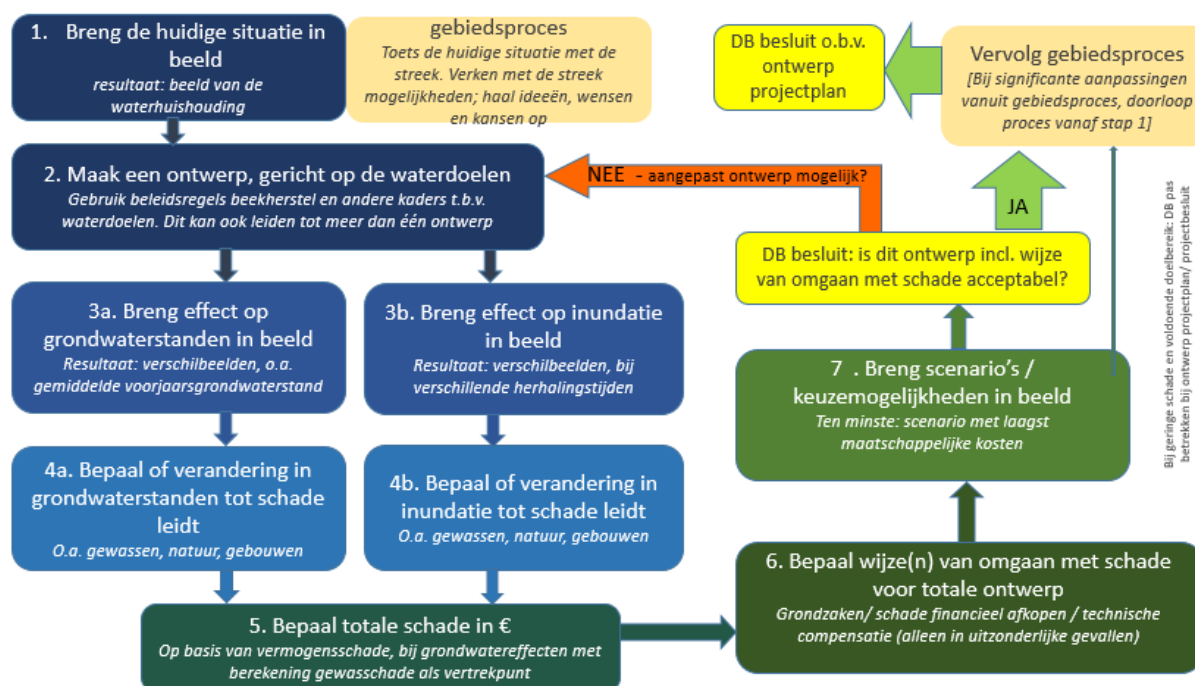 1. Breng de huidige situatie in
beeld
resultaat: beeld van de
waterhuishouding
gebiedsproces
Toets de huidige situatie met de
streek. Verken met de streek
mogelijkheden; haal ideeën, wensen
en kansen op
DB besluit o.b.v.
ontwerp
projectplan
Vervolg gebiedsproces
[Bij significante aanpassingen
vanuit gebiedsproces, doorloop
proces vanaf stap 1]
2. Maak een ontwerp, gericht op de waterdoelen
Gebruik beleidsregels beekherstel en andere kaders t.b.v.
waterdoelen. Dit kan ook leiden tot meer dan één ontwerp
NEE - aangepast ontwerp mogelijk?
JA
DB besluit: is dit ontwerp incl. wijze
van omgaan met schade acceptabel?
Bij geringe schade en voldoende doelbereik: DB pas
betrekken bij ontwerp projectplan/ projectbesluit
3a. Breng effect op
grondwaterstanden in beeld
Resultaat: verschilbeelden, o.a.
gemiddelde voorjaarsgrondwaterstand
3b. Breng effect op inundatie
in beeld
Resultaat: verschilbeelden, bij
verschillende herhalingstijden
7 . Breng scenario's /
keuzemogelijkheden in beeld
Ten minste: scenario met laagst
maatschappelijke kosten
4a. Bepaal of verandering in
grondwaterstanden tot schade
leidt
O.a. gewassen, natuur, gebouwen
4b. Bepaal of verandering in
inundatie tot schade leidt
O.a. gewassen, natuur, gebouwen
5. Bepaal totale schade in €
Op basis van vermogensschade, bij grondwatereffecten met
berekening gewasschade als vertrekpunt
6. Bepaal wijze(n) van omgaan met schade
voor totale ontwerp
Grondzaken/ schade financieel afkopen / technische
compensatie (alleen in uitzonderlijke gevallen)